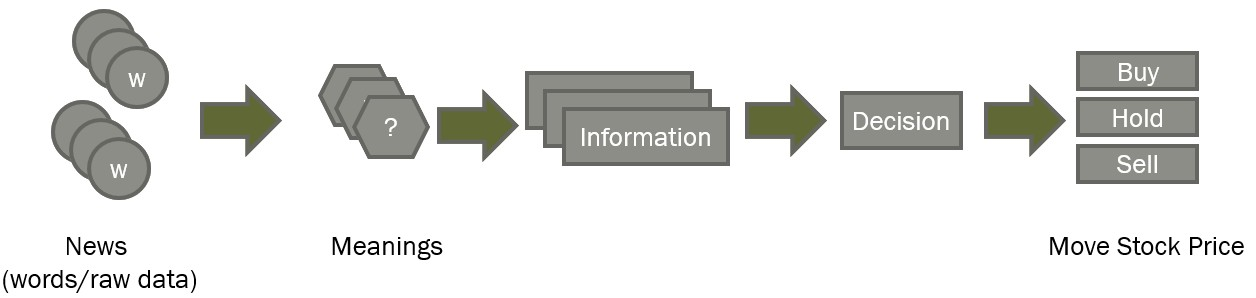 w
w
?
Information
Decision
Buy
Hold
Sell
News
(words/raw data)
Meanings
Move Stock Price